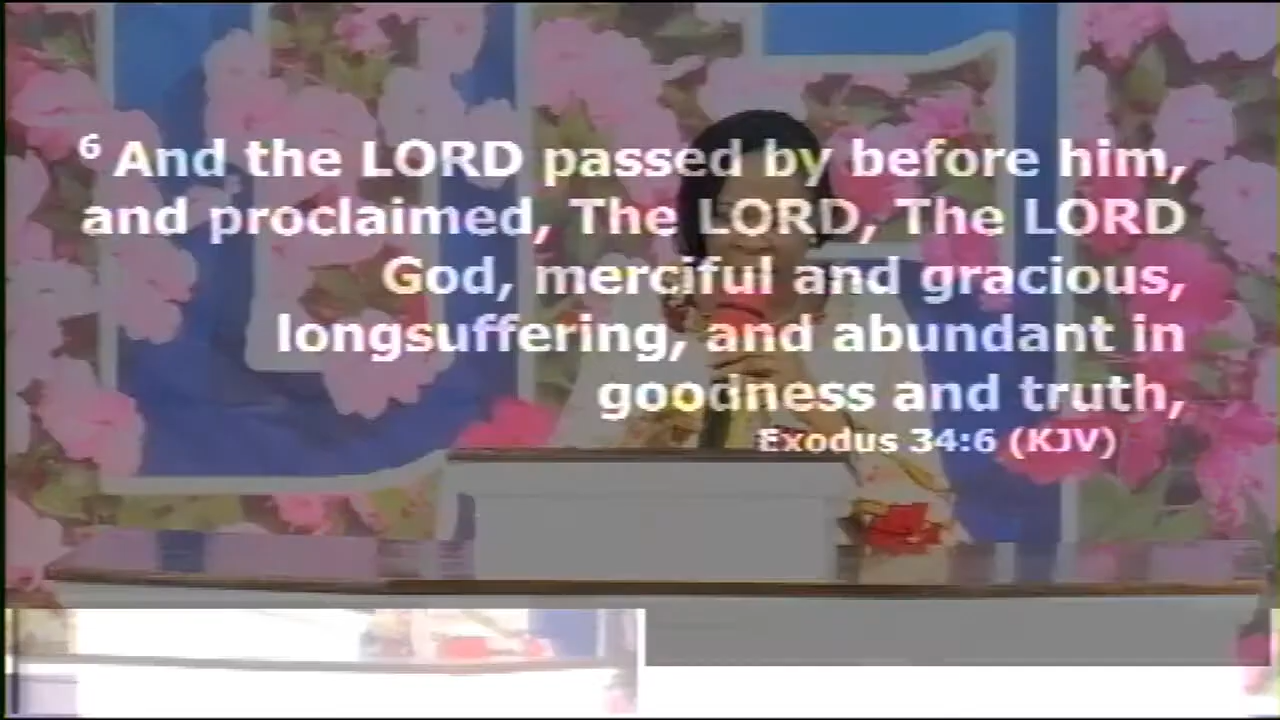 6 And the LORD passed by before him,
and proclaimed, The LORD, The LORD
God, merciful and gracious,
longsuffering, and abundant in
goodness and truth,
Exodus 34:6 (KJV)